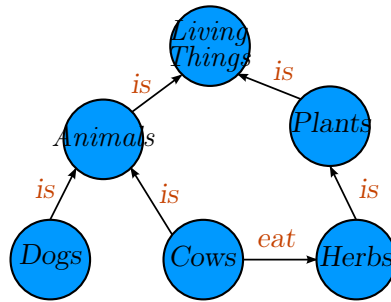 Living
Things
is
is
Animals
Plants
is
is
is
Dogs
Cows
eat
Herbs